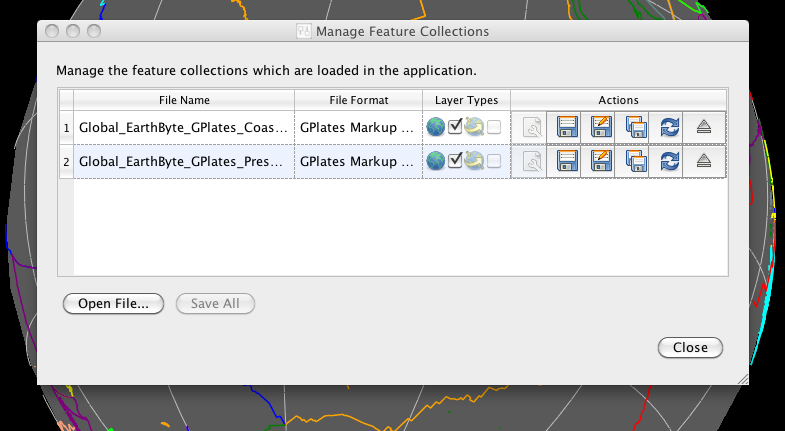 Manage Feature Collections
Manage the feature collections which are loaded in the application.
File Name File Format Layer Types Actions
1 Global_EarthByte_GPlates_Coas... GPlates Markup ...
2 Global_EarthByte_GPlates_Pres... GPlates Markup ...
Open File... Save All
Close